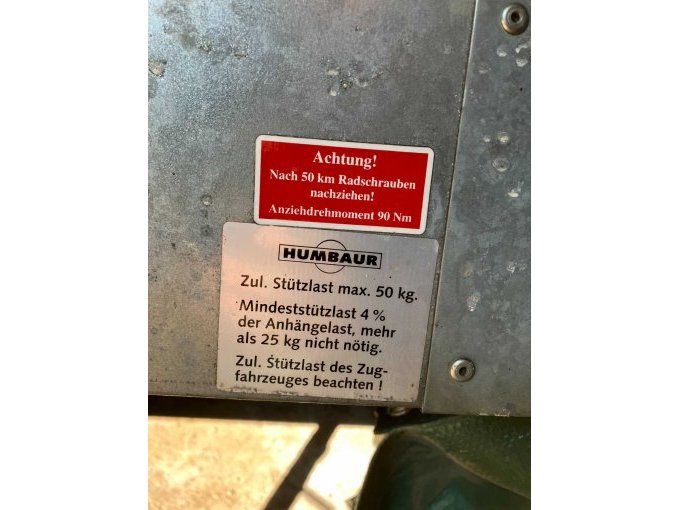 Achtung!
Nach 50 km Radschrauben
nachziehen!
Anziehdrehmoment 90 Nm
HUMBAUR
Zul. Stützlast max. 50 kg.
Mindeststützlast 4 %
der Anhängelast, mehr
als 25 kg nicht nötig.
Zul. Stützlast des Zug-
fahrzeuges beachten !